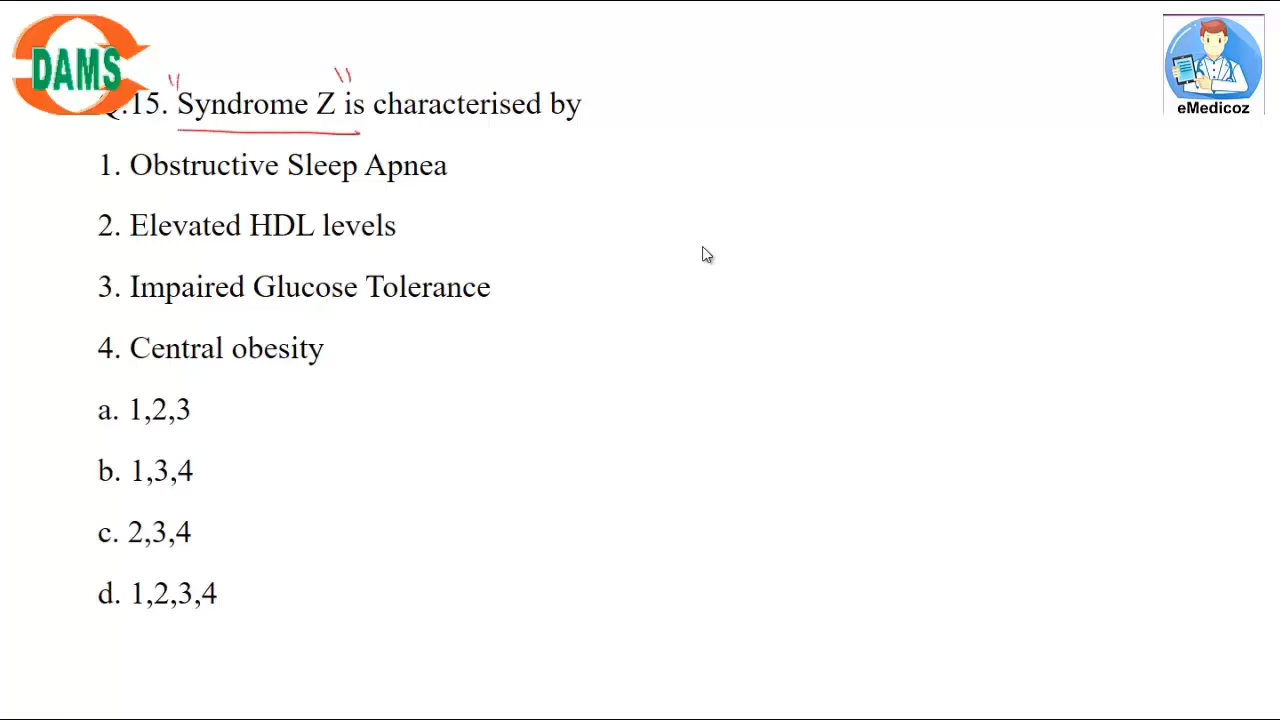 DAMS
eMedicoz
Q.15. "Syndrome Z" is characterised by
1. Obstructive Sleep Apnea
2. Elevated HDL levels
3. Impaired Glucose Tolerance
4. Central obesity
a. 1,2,3
b. 1,3,4
c. 2,3,4
d. 1,2,3,4